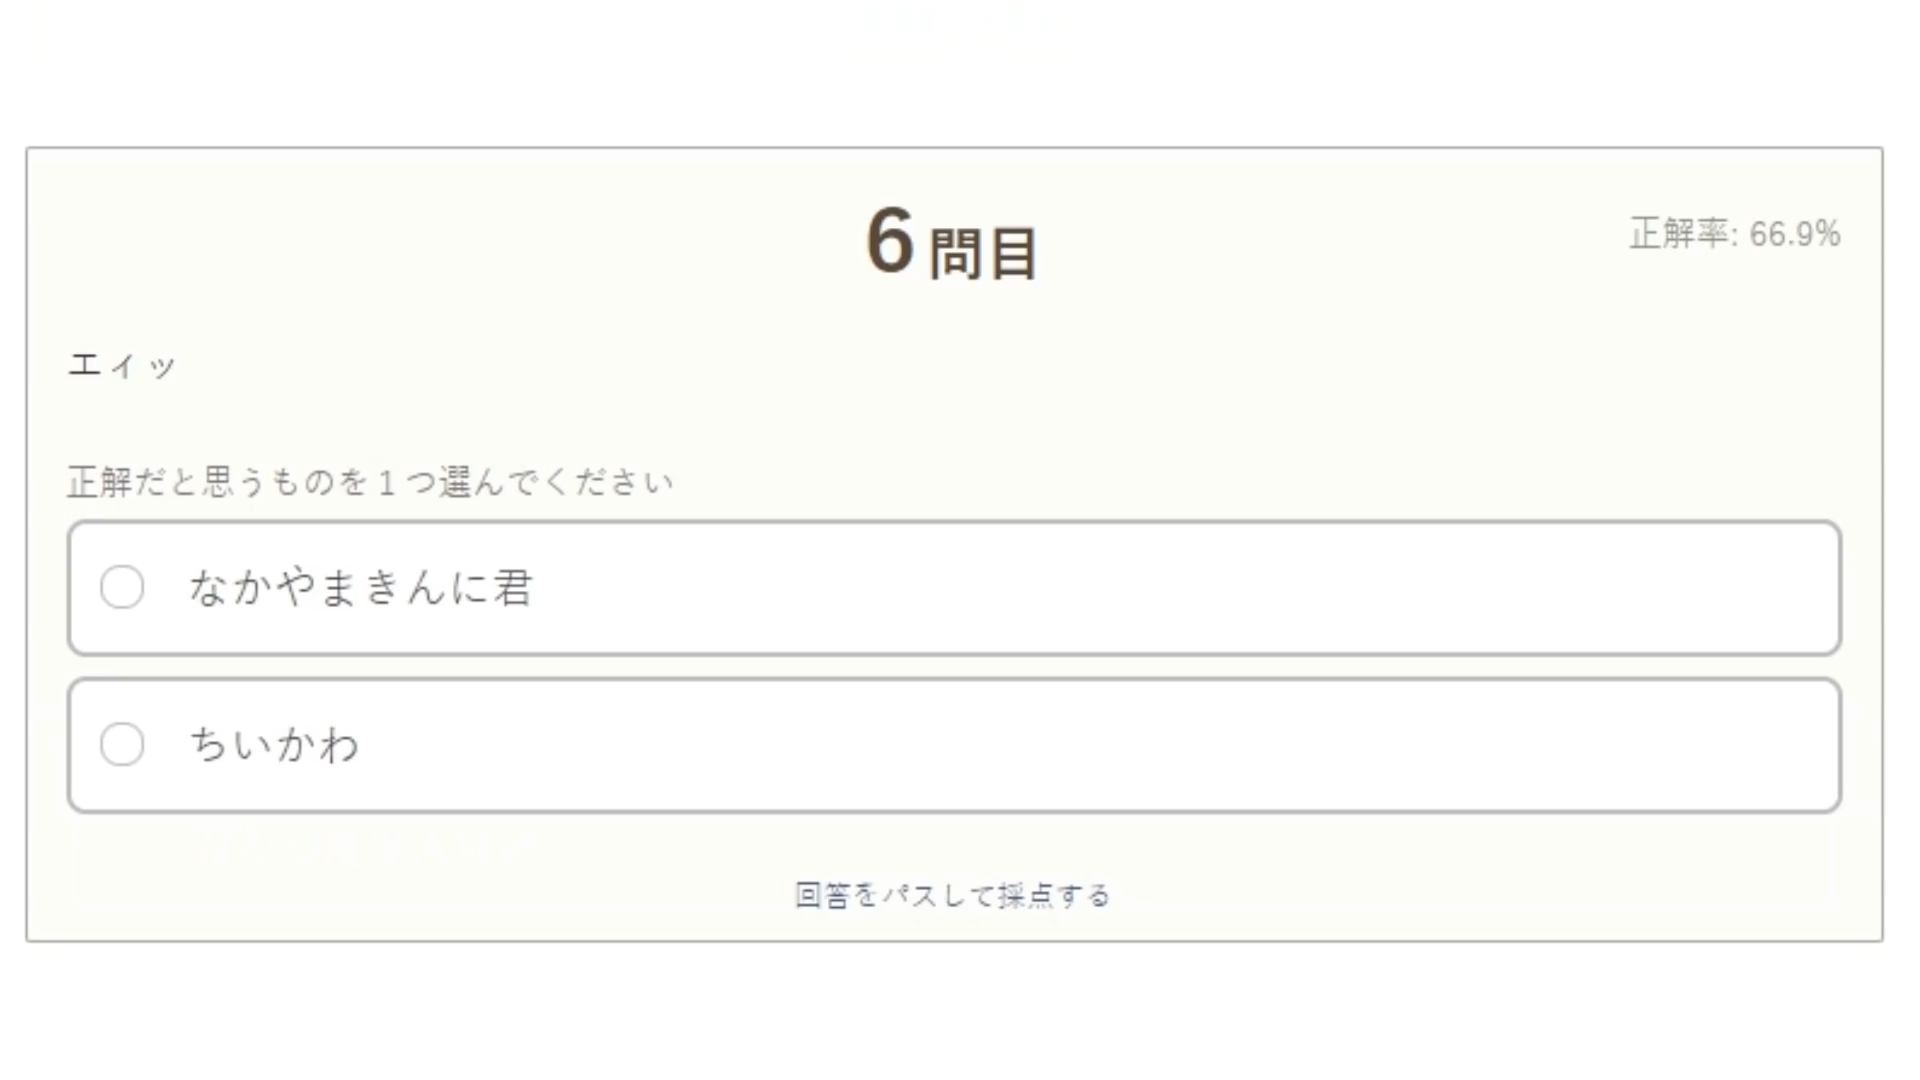 6問目
正解率: 66.9%
エィッ
正解だと思うものを1つ選んでください
なかやまきんに君
ちいかわ
回答をパスして採点する